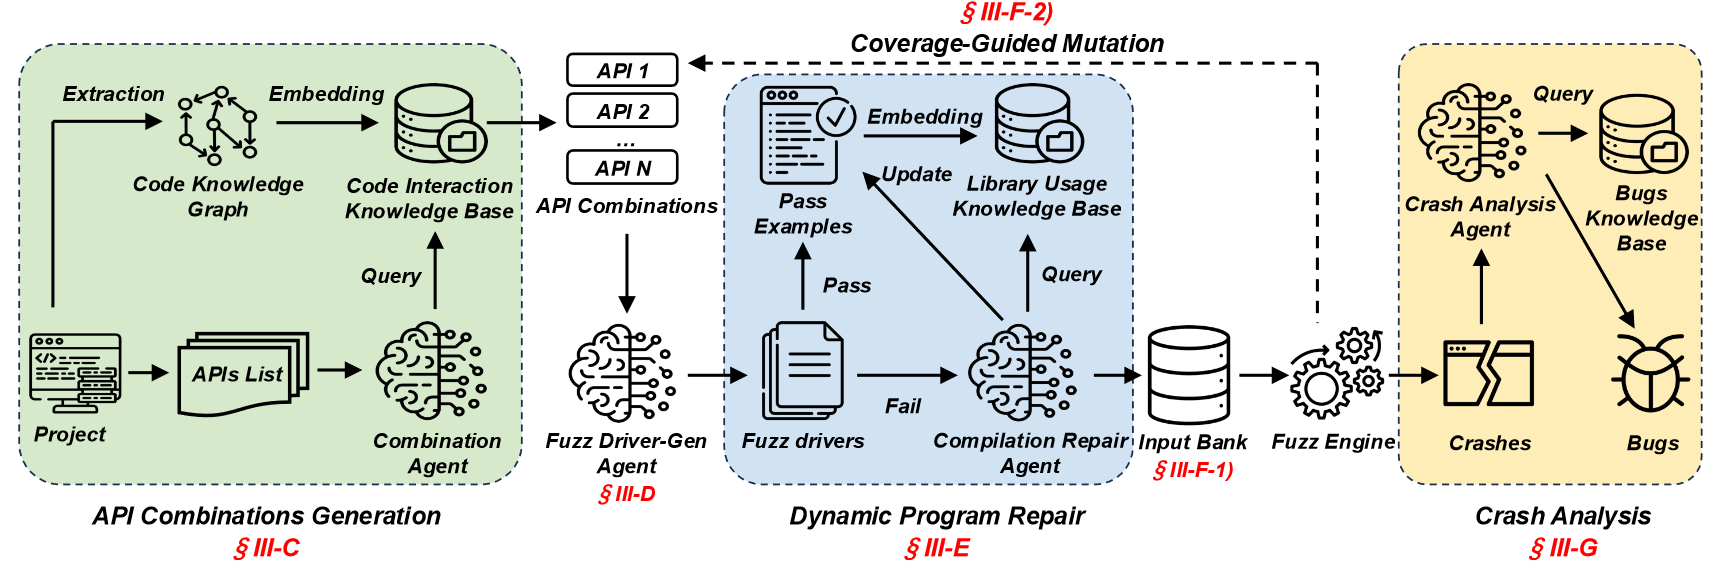 § III-F-2)
Coverage-Guided Mutation
Extraction
Embedding
Code Knowledge
Graph
Code Interaction
Knowledge Base
Query
Project
APIs List
Combination
Agent
API Combinations Generation
§ III-C
API 1
API 2
...
API N
API Combinations
Fuzz Driver-Gen
Agent
§ III-D
Embedding
Update
Pass
Examples
Library Usage
Knowledge Base
Pass
Query
Fail
Fuzz drivers
Compilation Repair
Agent
Dynamic Program Repair
§ III-E
Input Bank
§ III-F-1)
Fuzz Engine
Query
Crash Analysis
Agent
Bugs
Knowledge
Base
Crashes
Bugs
Crash Analysis
§ III-G